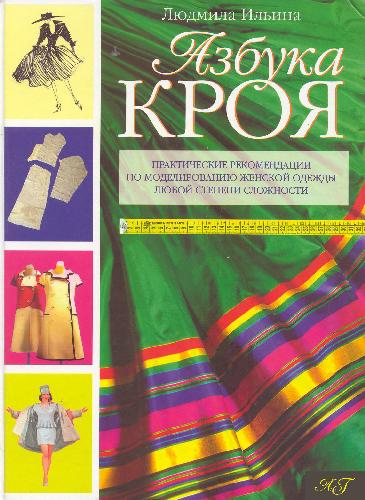 Людмила Ильина
Азбука
КРОЯ
ПРАКТИЧЕСКИЕ РЕКОМЕНДАЦИИ
ПО МОДЕЛИРОВАНИЮ ЖЕНСКОЙ ОДЕЖДЫ
ЛЮБОЙ СТЕПЕНИ СЛОЖНОСТИ
АГ